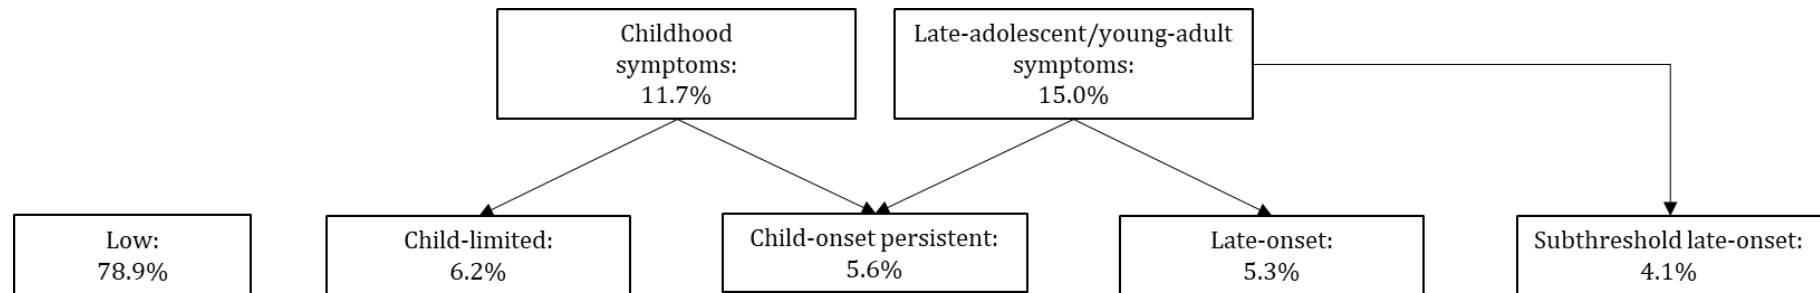 Childhood
symptoms:
11.7%
Late-adolescent/young-adult
symptoms:
15.0%
Low:
78.9%
Child-limited:
6.2%
Child-onset persistent:
5.6%
Late-onset:
5.3%
Subthreshold late-onset:
4.1%